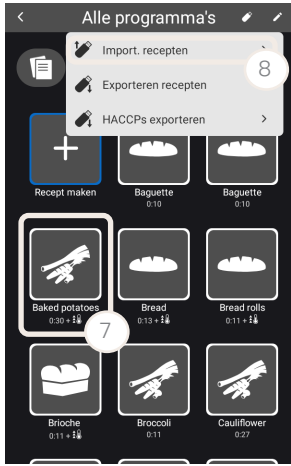 Alle programma's
Import. recepten
8
Exporteren recepten
HACCPs exporteren
Recept maken
Baguette
0:10
Baguette
0:10
Baked potatoes
0:30 +
7
Bread
0:13 +
Bread rolls
0:11 +
Brioche
0:11 +
Broccoli
0:11
Cauliflower
0:27